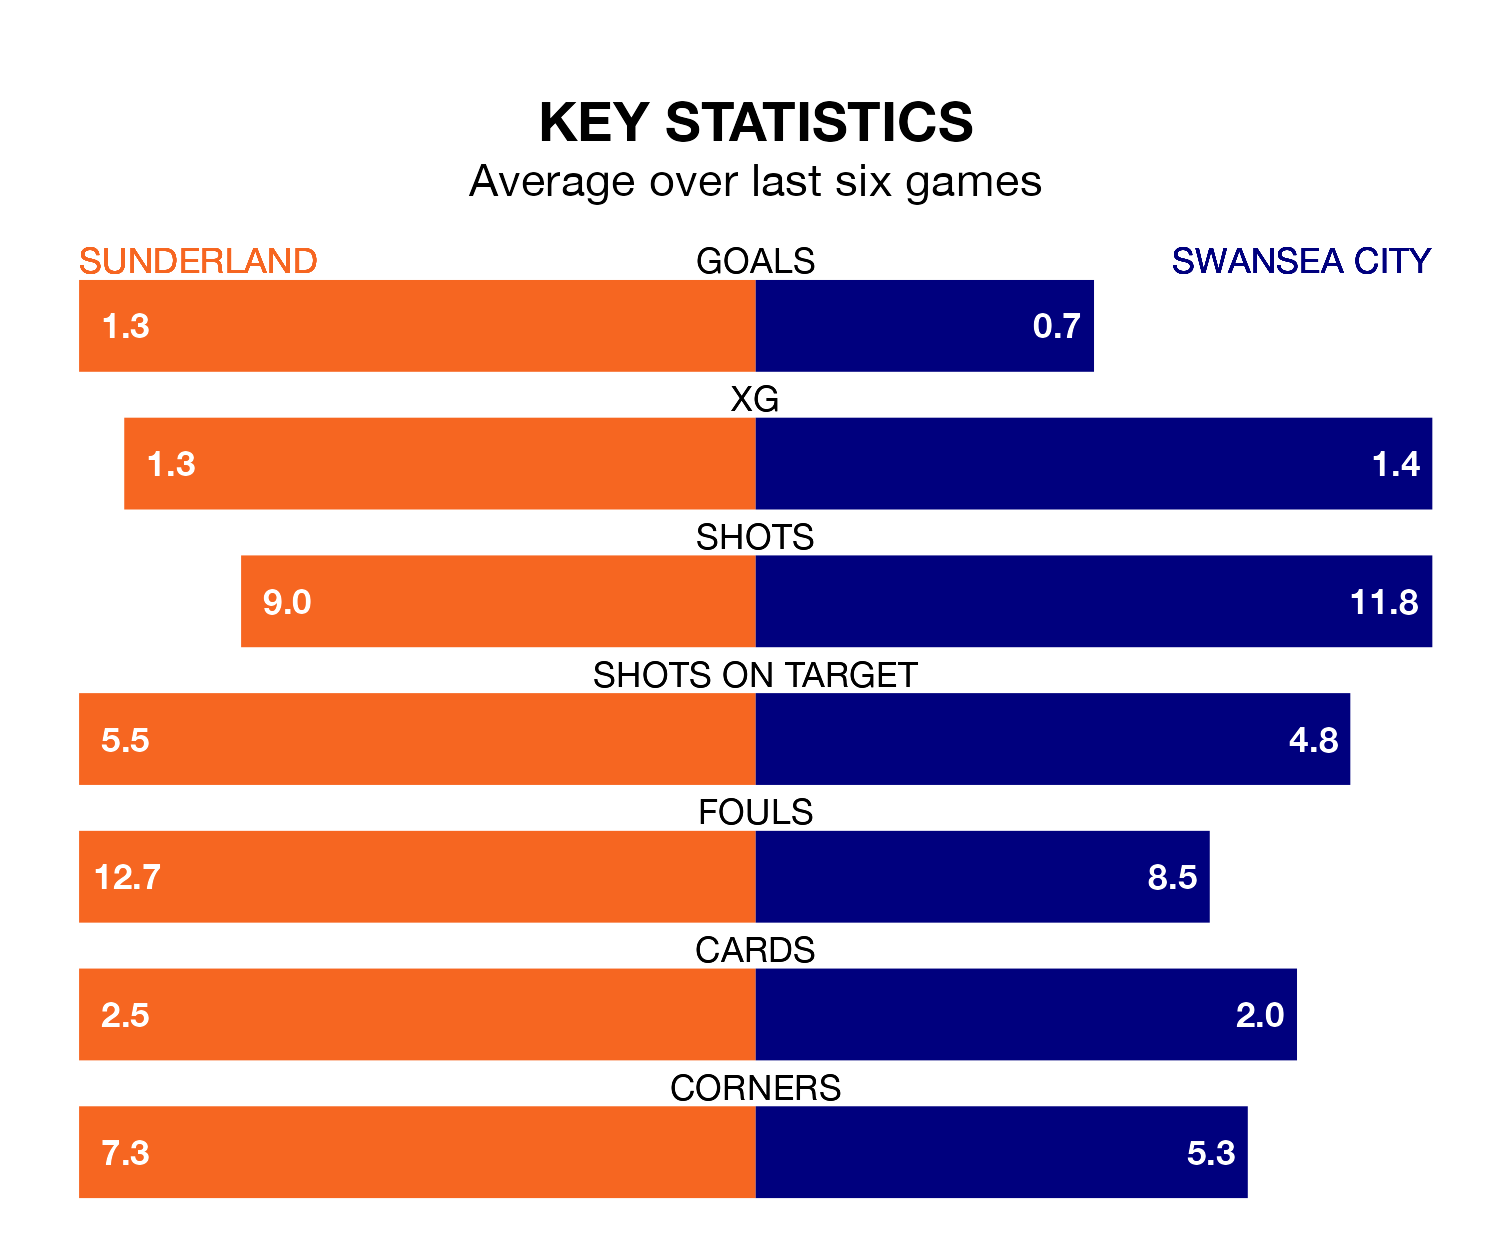 KEY STATISTICS
Average over last six games
SUNDERLAND GOALS SWANSEA CITY
1.3 0.7
XG
1.3 1.4
SHOTS
9.0 11.8
SHOTS ON TARGET
5.5 4.8
FOULS
12.7 8.5
CARDS
2.5 2.0
CORNERS
7.3 5.3